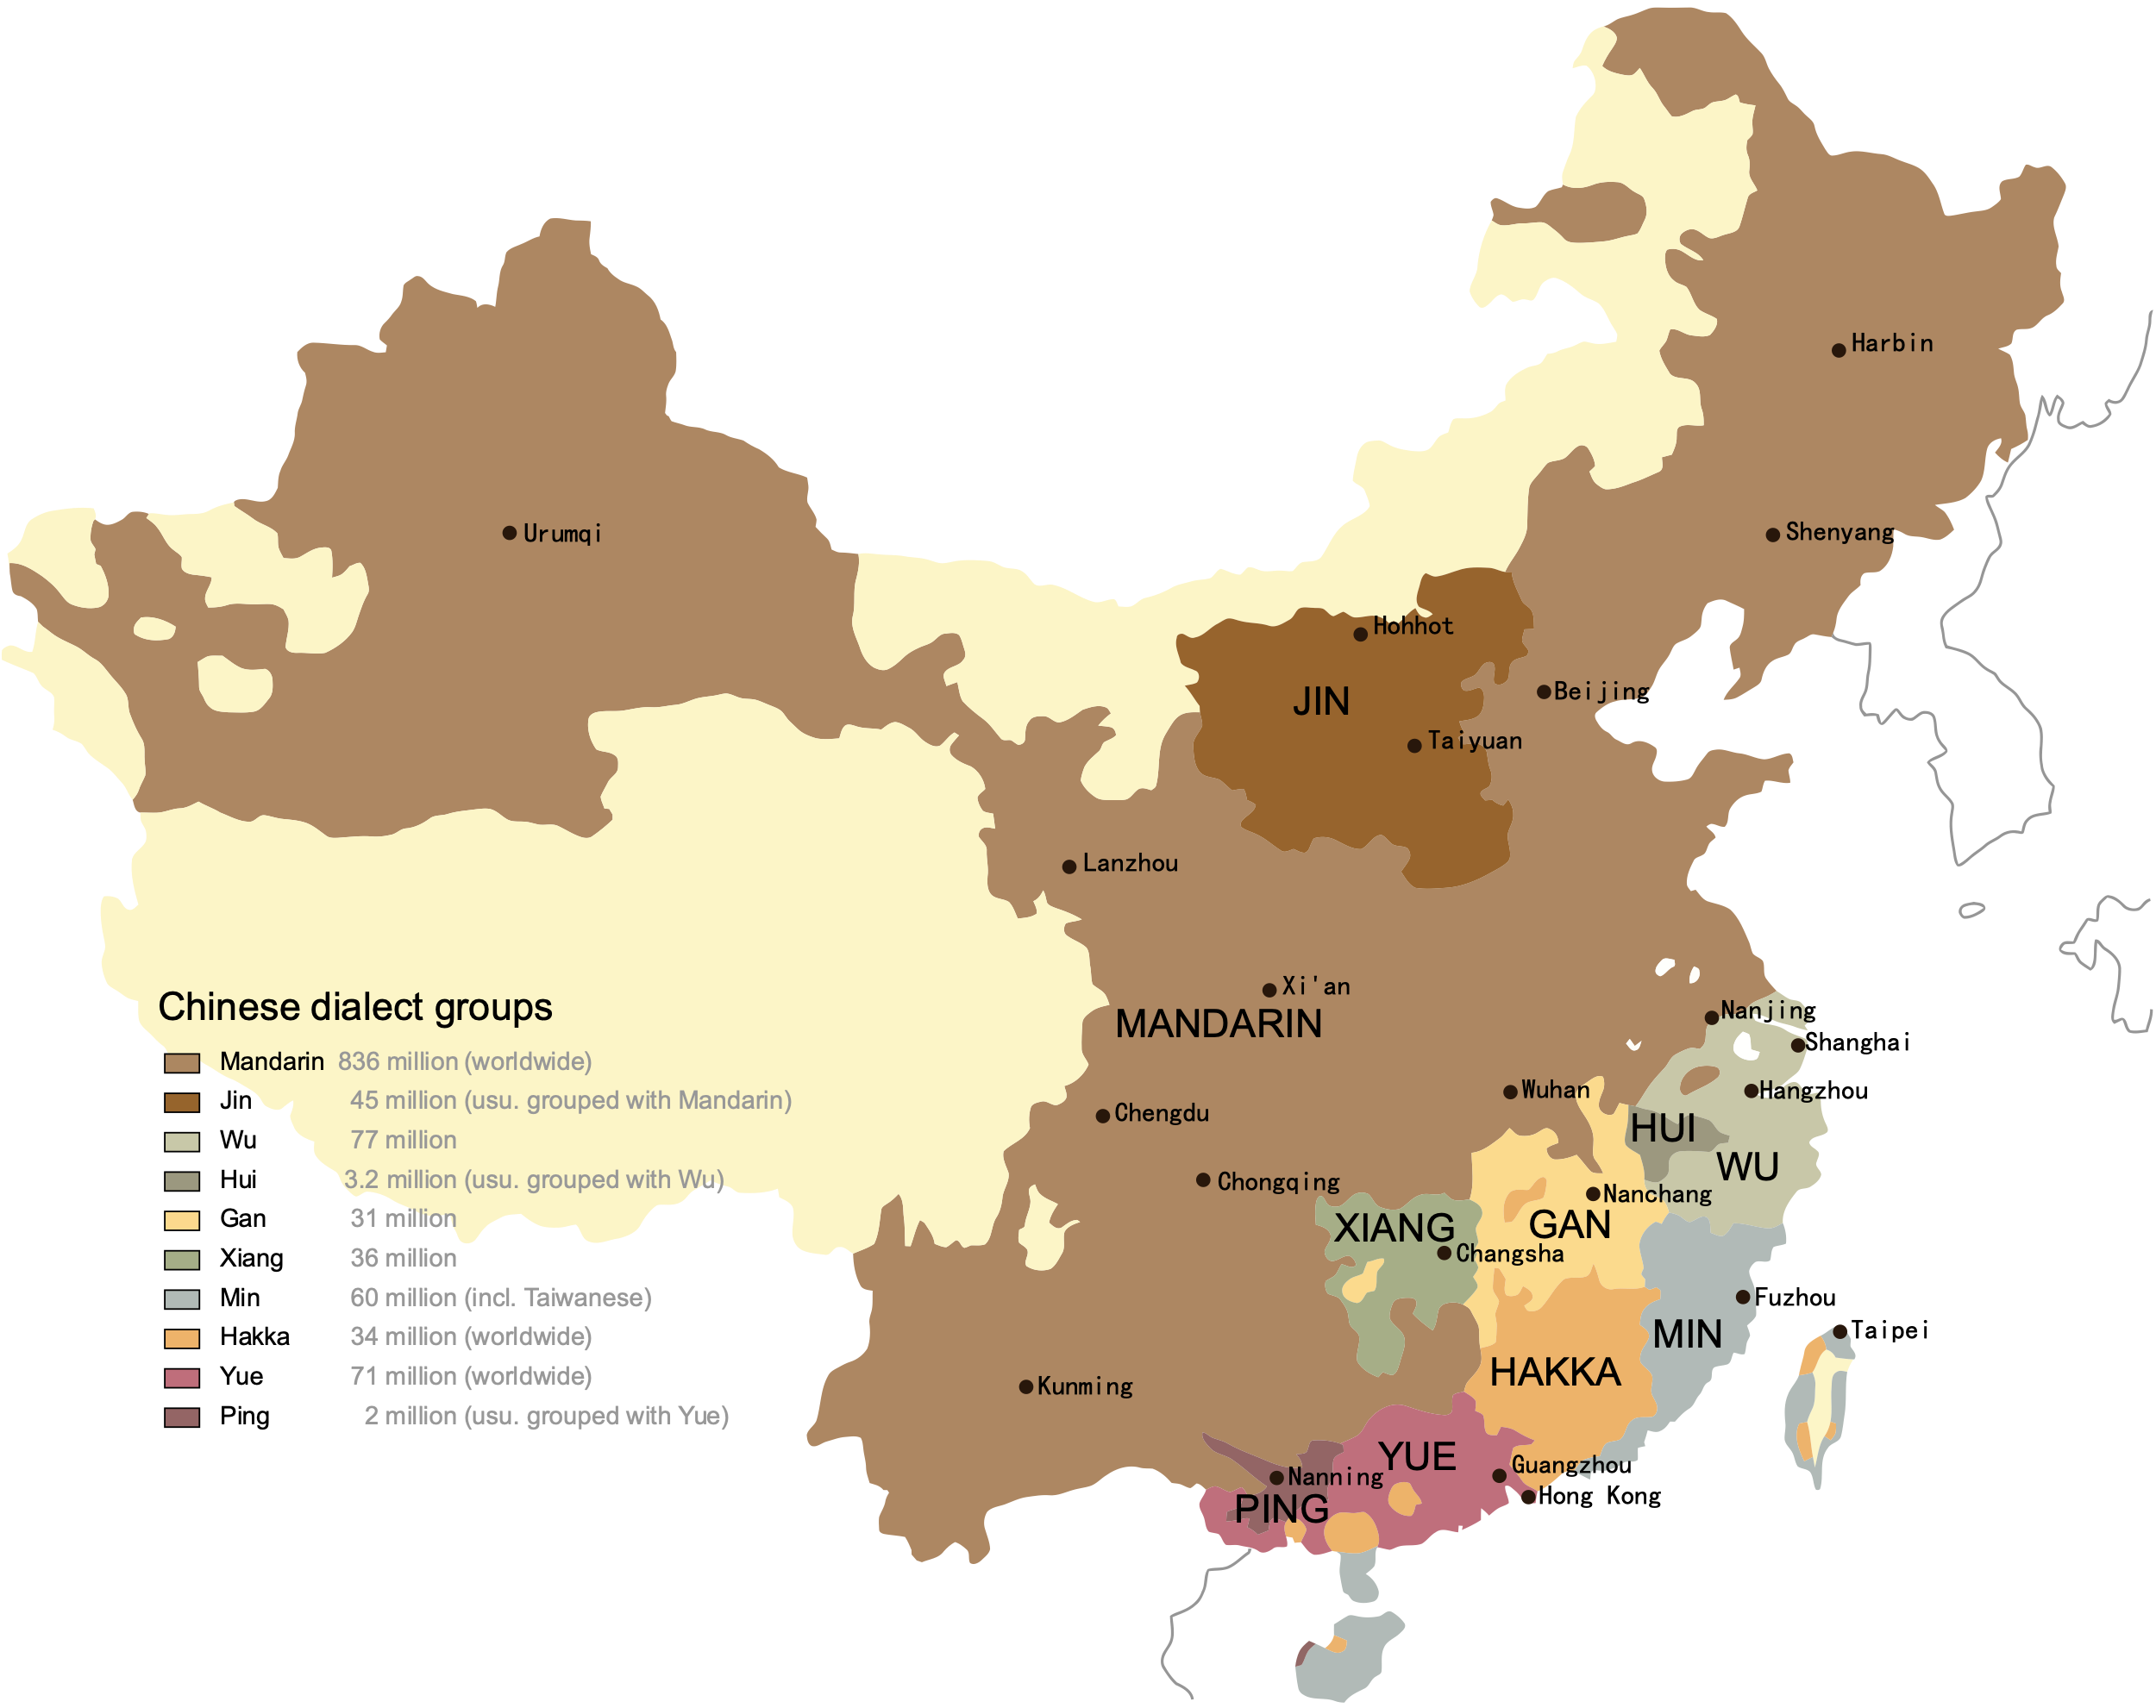 Harbin
Urumqi
Shenyang
Hohhot
Beijing
JIN
Taiyuan
Lanzhou
Xi'an
MANDARIN
Nanjing
Shanghai
Wuhan
Hangzhou
Chengdu
HUI
WU
Chongqing
Nanchang
XIANG
GAN
Changsha
Fuzhou
MIN
Taipei
HAKKA
Kunming
YUE
Guangzhou
Nanning
Hong Kong
PING
Chinese dialect groups
Mandarin 836 million (worldwide)
Jin 45 million (usu. grouped with Mandarin)
Wu 77 million
Hui 3.2 million (usu. grouped with Wu)
Gan 31 million
Xiang 36 million
Min 60 million (incl. Taiwanese)
Hakka 34 million (worldwide)
Yue 71 million (worldwide)
Ping 2 million (usu. grouped with Yue)